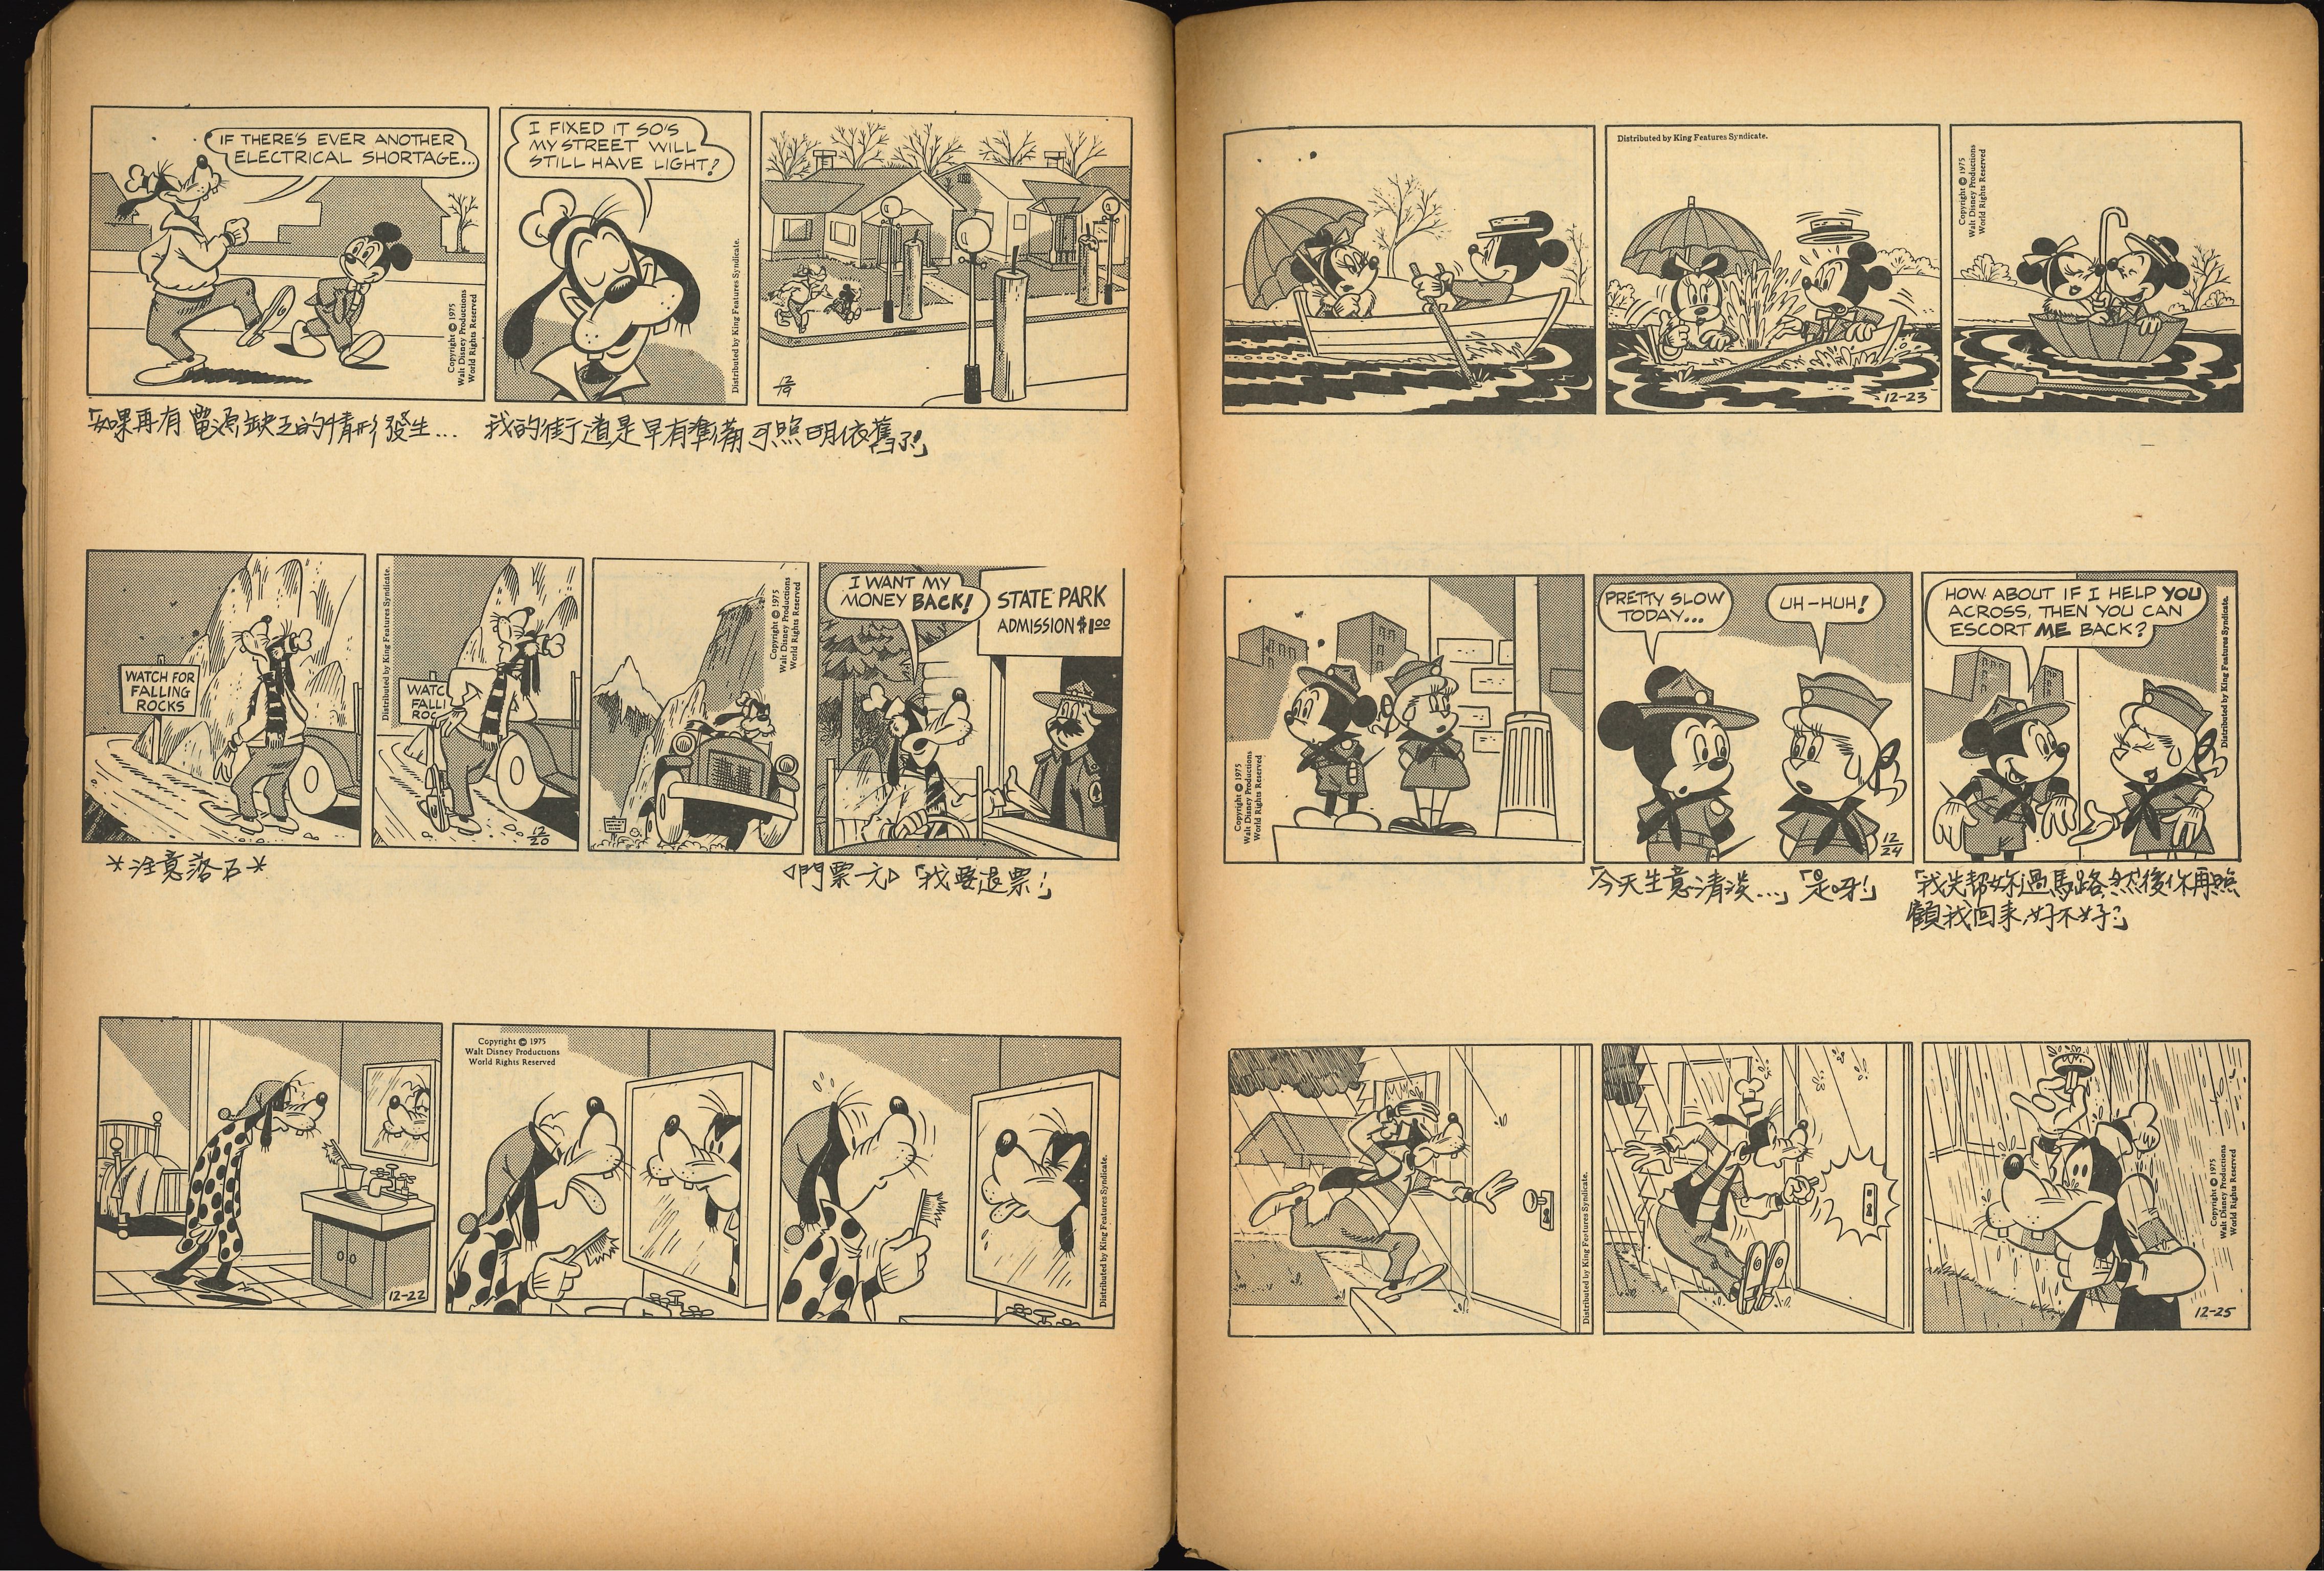 IF THERE'S EVER ANOTHER
ELECTRICAL SHORTAGE...
Copyright © 1975
Walt Disney Productions
World Rights Reserved
I FIXED IT SO'S
MY STREET WILL
STILL HAVE LIGHT?
Distributed by King Features Syndicate.
12/19
「如果再有電源缺乏的情形發生... 我的街道是早有準備可照明依舊了!」
WATCH FOR
FALLING
ROCKS
Distributed by King Features Syndicate.
WATC
FALLI
ROC
12/20
Copyright © 1975
Walt Disney Productions
World Rights Reserved
I WANT MY
MONEY BACK!
STATE PARK
ADMISSION $1.00
*注意落石*
<門票一元>「我要退票!」
12-22
Copyright © 1975
Walt Disney Productions
World Rights Reserved
Distributed by King Features Syndicate.
Distributed by King Features Syndicate.
12-23
Copyright © 1975
Walt Disney Productions
World Rights Reserved
Copyright © 1975
Walt Disney Productions
World Rights Reserved
PRETTY SLOW
TODAY...
UH-HUH!
12/24
HOW ABOUT IF I HELP YOU
ACROSS, THEN YOU CAN
ESCORT ME BACK?
Distributed by King Features Syndicate.
「今天生意清淡...」「是呀!」
「我先帮妳過馬路然後你再照
顧我回来,好不好?」
Distributed by King Features Syndicate.
Copyright © 1975
Walt Disney Productions
World Rights Reserved
12-25